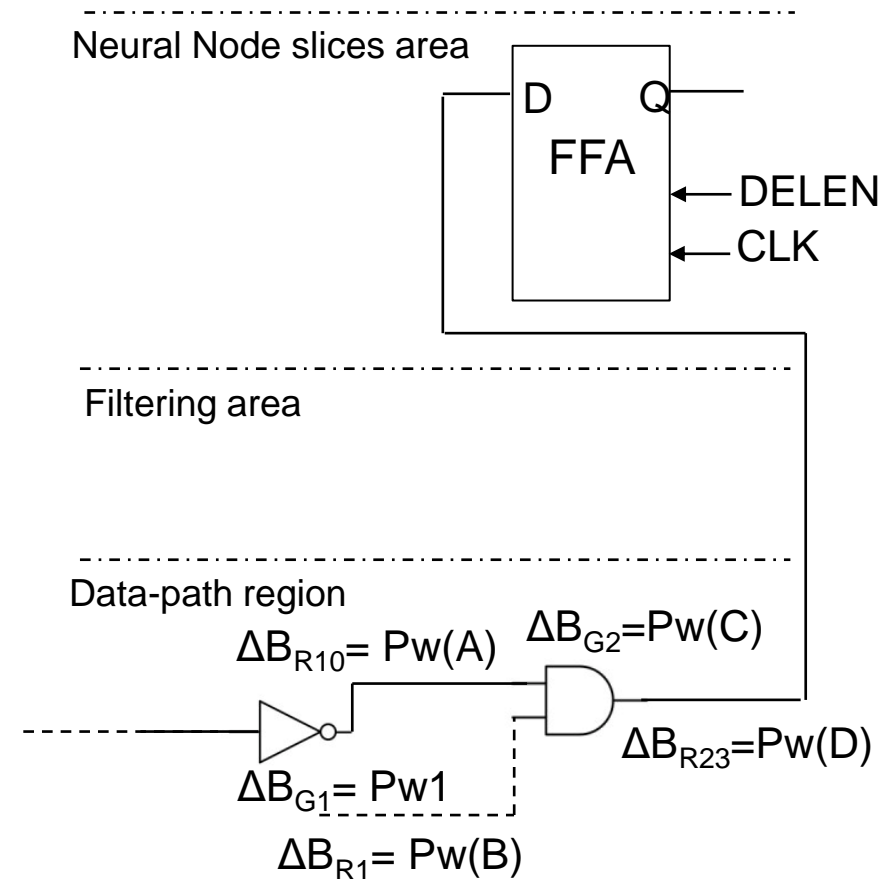 Neural Node slices area
D Q
FFA
DELEN
CLK
Filtering area
Data-path region
ΔB_R10= Pw(A)
ΔB_G2=Pw(C)
ΔB_R23=Pw(D)
ΔB_G1= Pw1
ΔB_R1= Pw(B)